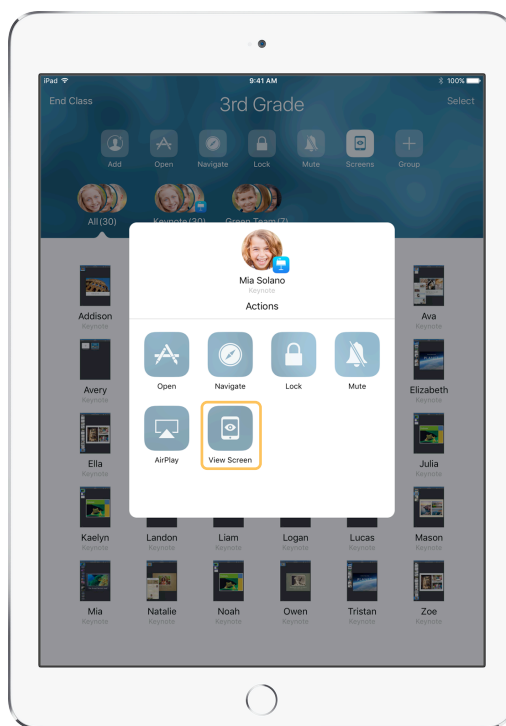 iPad 9:41 AM 100%
End Class 3rd Grade Select
Add Open Navigate Lock Mute Screens Group
All (30) Keynote (30) Green Team (7)
Mia Solano
Keynote
Actions
Open Navigate Lock Mute
AirPlay View Screen
Addison Ava
Keynote Keynote
Avery Elizabeth
Keynote Keynote
Ella Julia
Keynote Keynote
Kaelyn Landon Liam Logan Lucas Mason
Keynote Keynote Keynote Keynote Keynote Keynote
Mia Natalie Noah Owen Tristan Zoe
Keynote Keynote Keynote Keynote Keynote Keynote